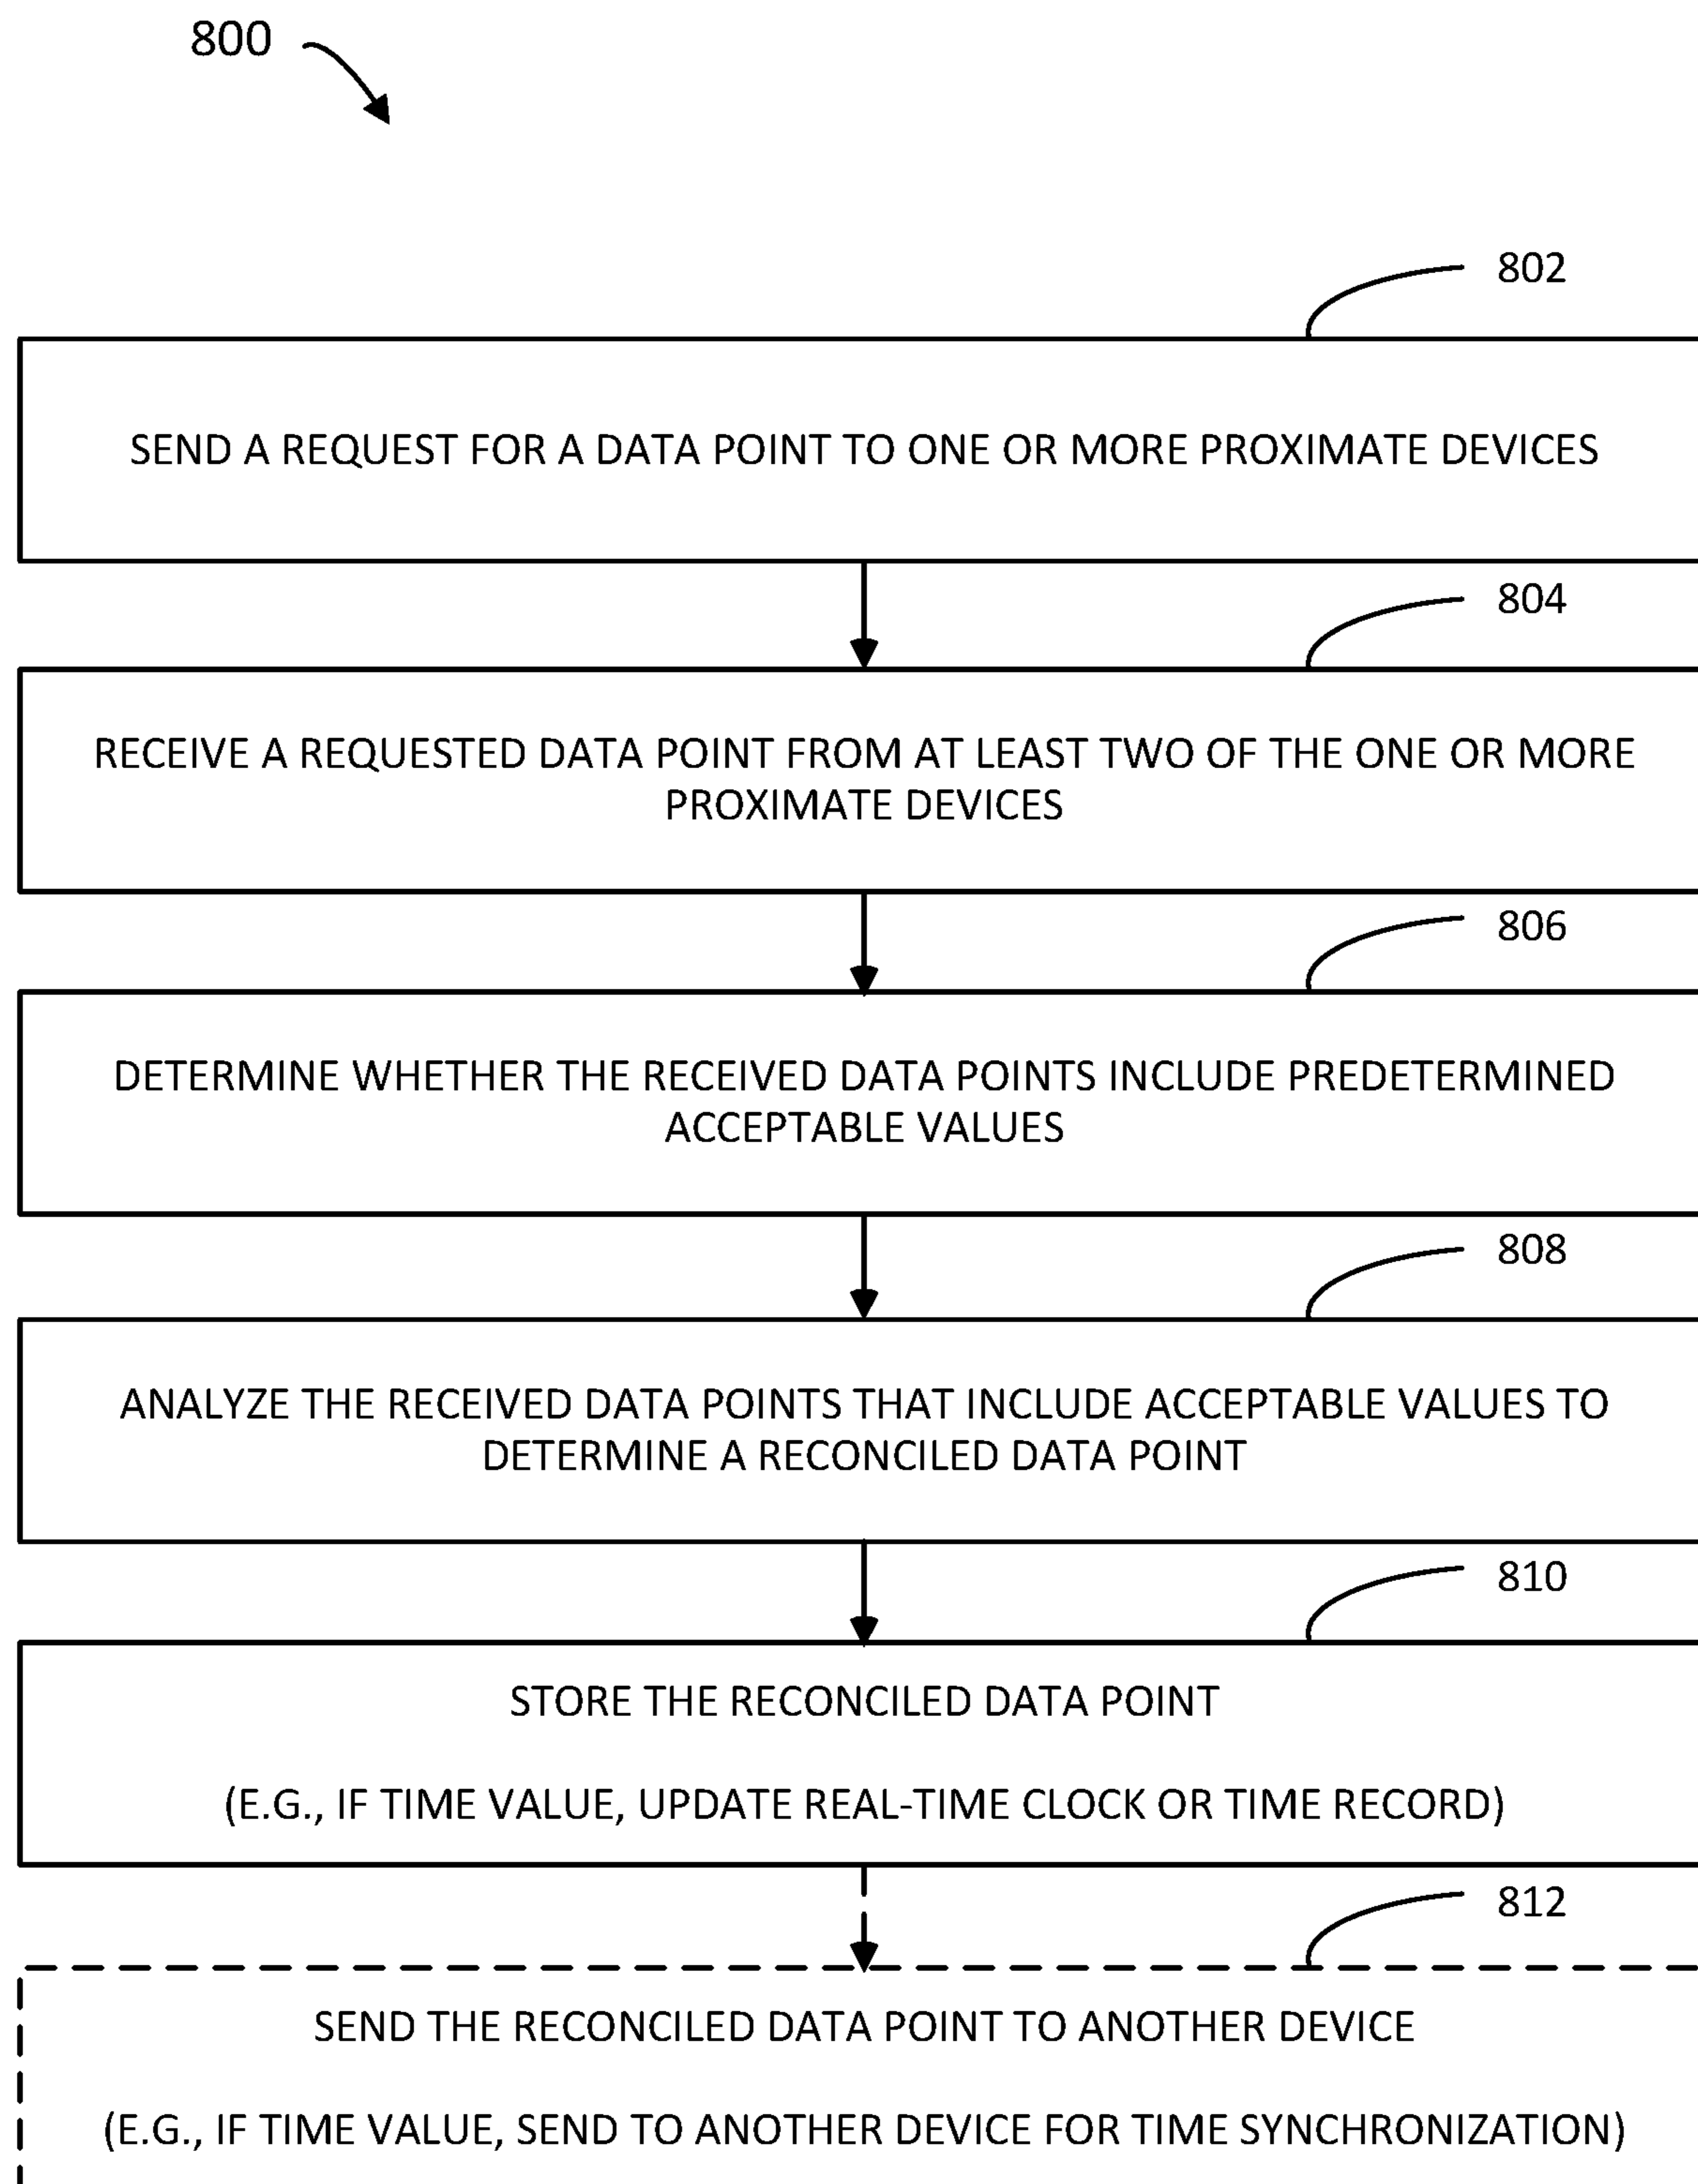 800
802
SEND A REQUEST FOR A DATA POINT TO ONE OR MORE PROXIMATE DEVICES
804
RECEIVE A REQUESTED DATA POINT FROM AT LEAST TWO OF THE ONE OR MORE
PROXIMATE DEVICES
806
DETERMINE WHETHER THE RECEIVED DATA POINTS INCLUDE PREDETERMINED
ACCEPTABLE VALUES
808
ANALYZE THE RECEIVED DATA POINTS THAT INCLUDE ACCEPTABLE VALUES TO
DETERMINE A RECONCILED DATA POINT
810
STORE THE RECONCILED DATA POINT
(E.G., IF TIME VALUE, UPDATE REAL-TIME CLOCK OR TIME RECORD)
812
SEND THE RECONCILED DATA POINT TO ANOTHER DEVICE
(E.G., IF TIME VALUE, SEND TO ANOTHER DEVICE FOR TIME SYNCHRONIZATION)